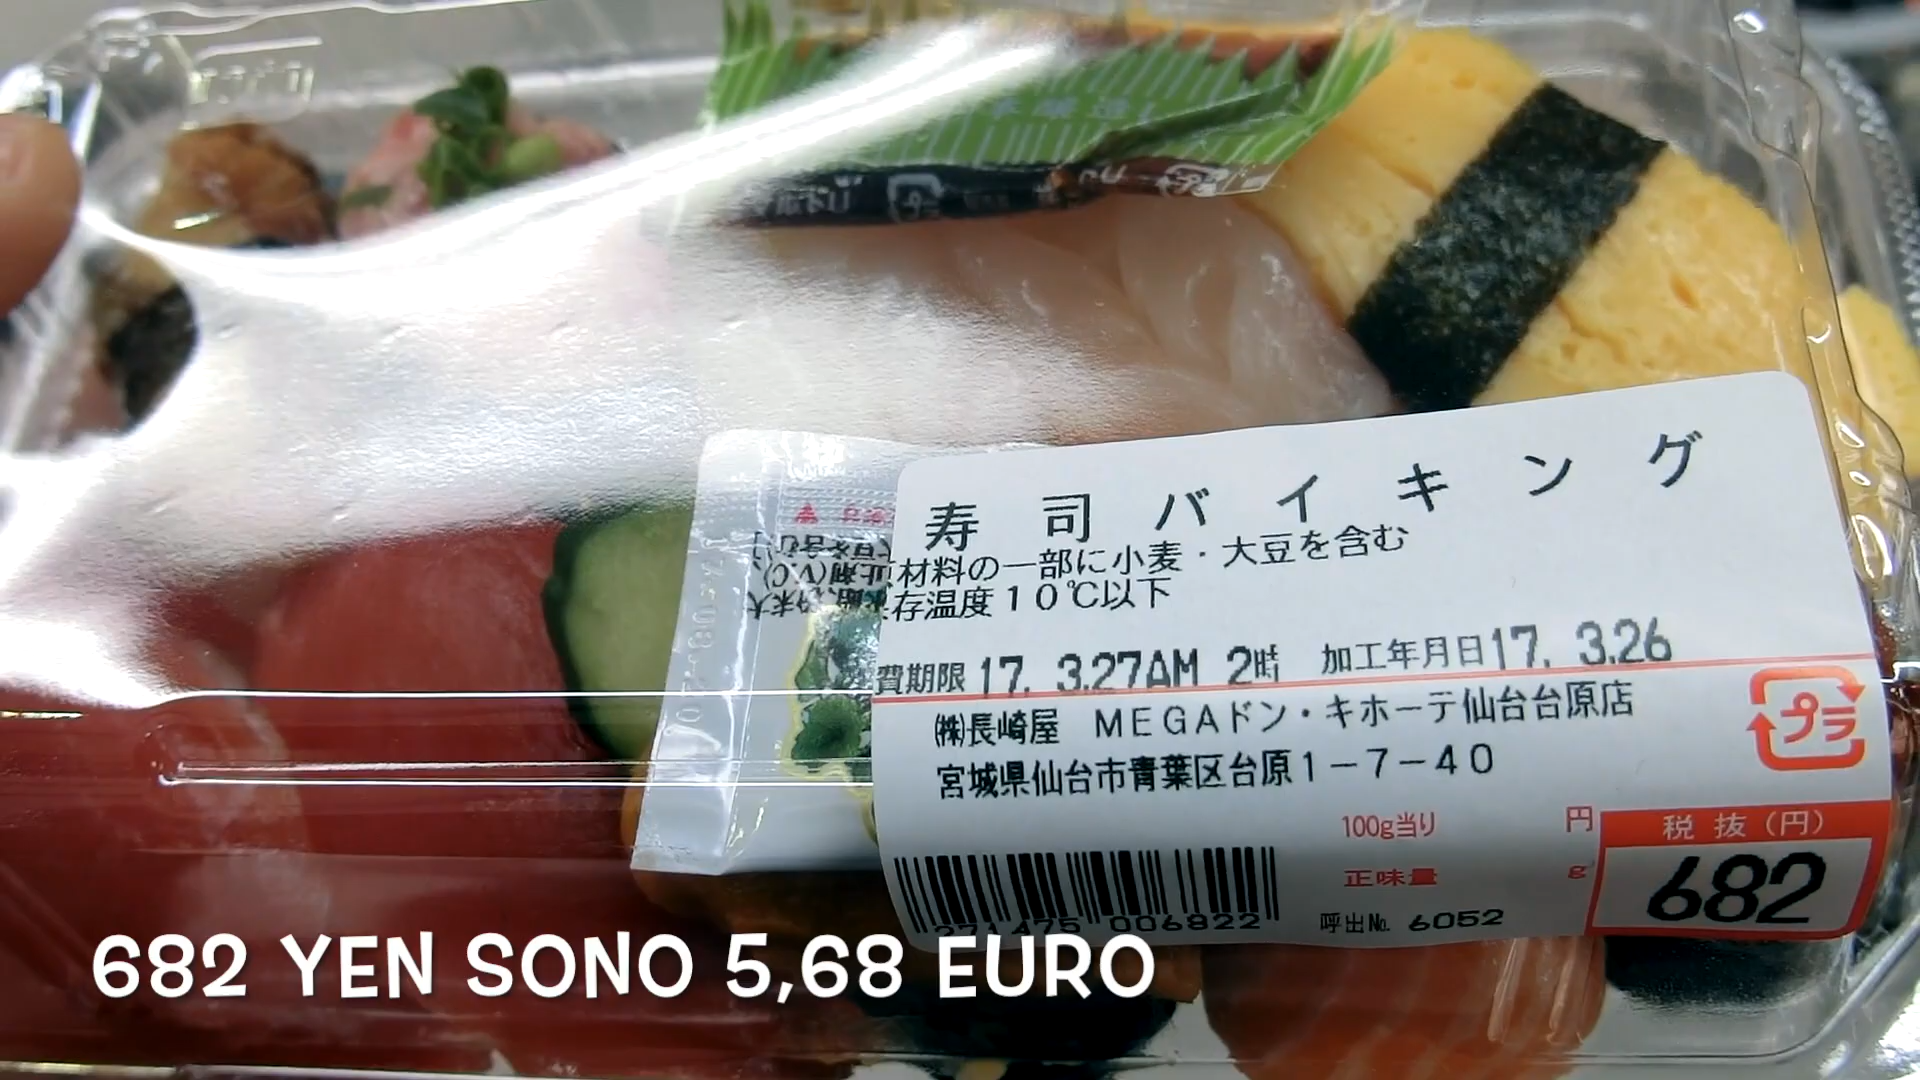 寿司バイキング
材料の一部に小麦・大豆を含む
存温度10℃以下
費期限 17. 3.27AM 2時 加工年月日17. 3.26
㈱長崎屋 MEGAドン・キホーテ仙台台原店
宮城県仙台市青葉区台原1-7-40
プラ
100g当り 円
税抜(円)
正味量 g
682
271475 006822
呼出№ 6052
682 YEN SONO 5,68 EURO